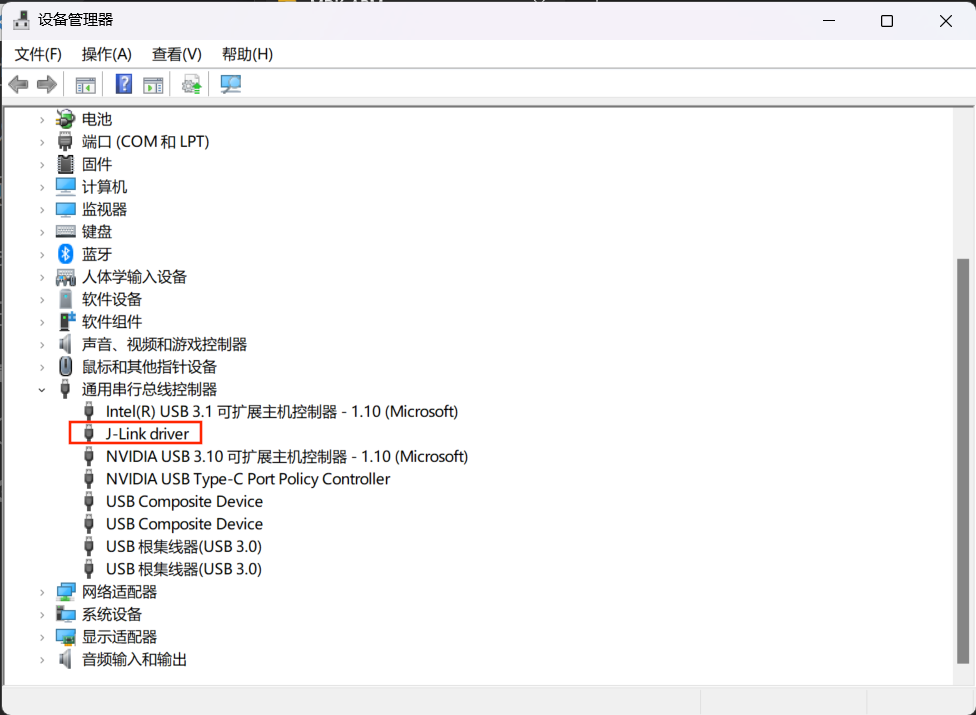 设备管理器
文件(F) 操作(A) 查看(V) 帮助(H)
电池
端口 (COM 和 LPT)
固件
计算机
监视器
键盘
蓝牙
人体学输入设备
软件设备
软件组件
声音、视频和游戏控制器
鼠标和其他指针设备
通用串行总线控制器
Intel(R) USB 3.1 可扩展主机控制器 - 1.10 (Microsoft)
J-Link driver
NVIDIA USB 3.10 可扩展主机控制器 - 1.10 (Microsoft)
NVIDIA USB Type-C Port Policy Controller
USB Composite Device
USB Composite Device
USB 根集线器(USB 3.0)
USB 根集线器(USB 3.0)
网络适配器
系统设备
显示适配器
音频输入和输出